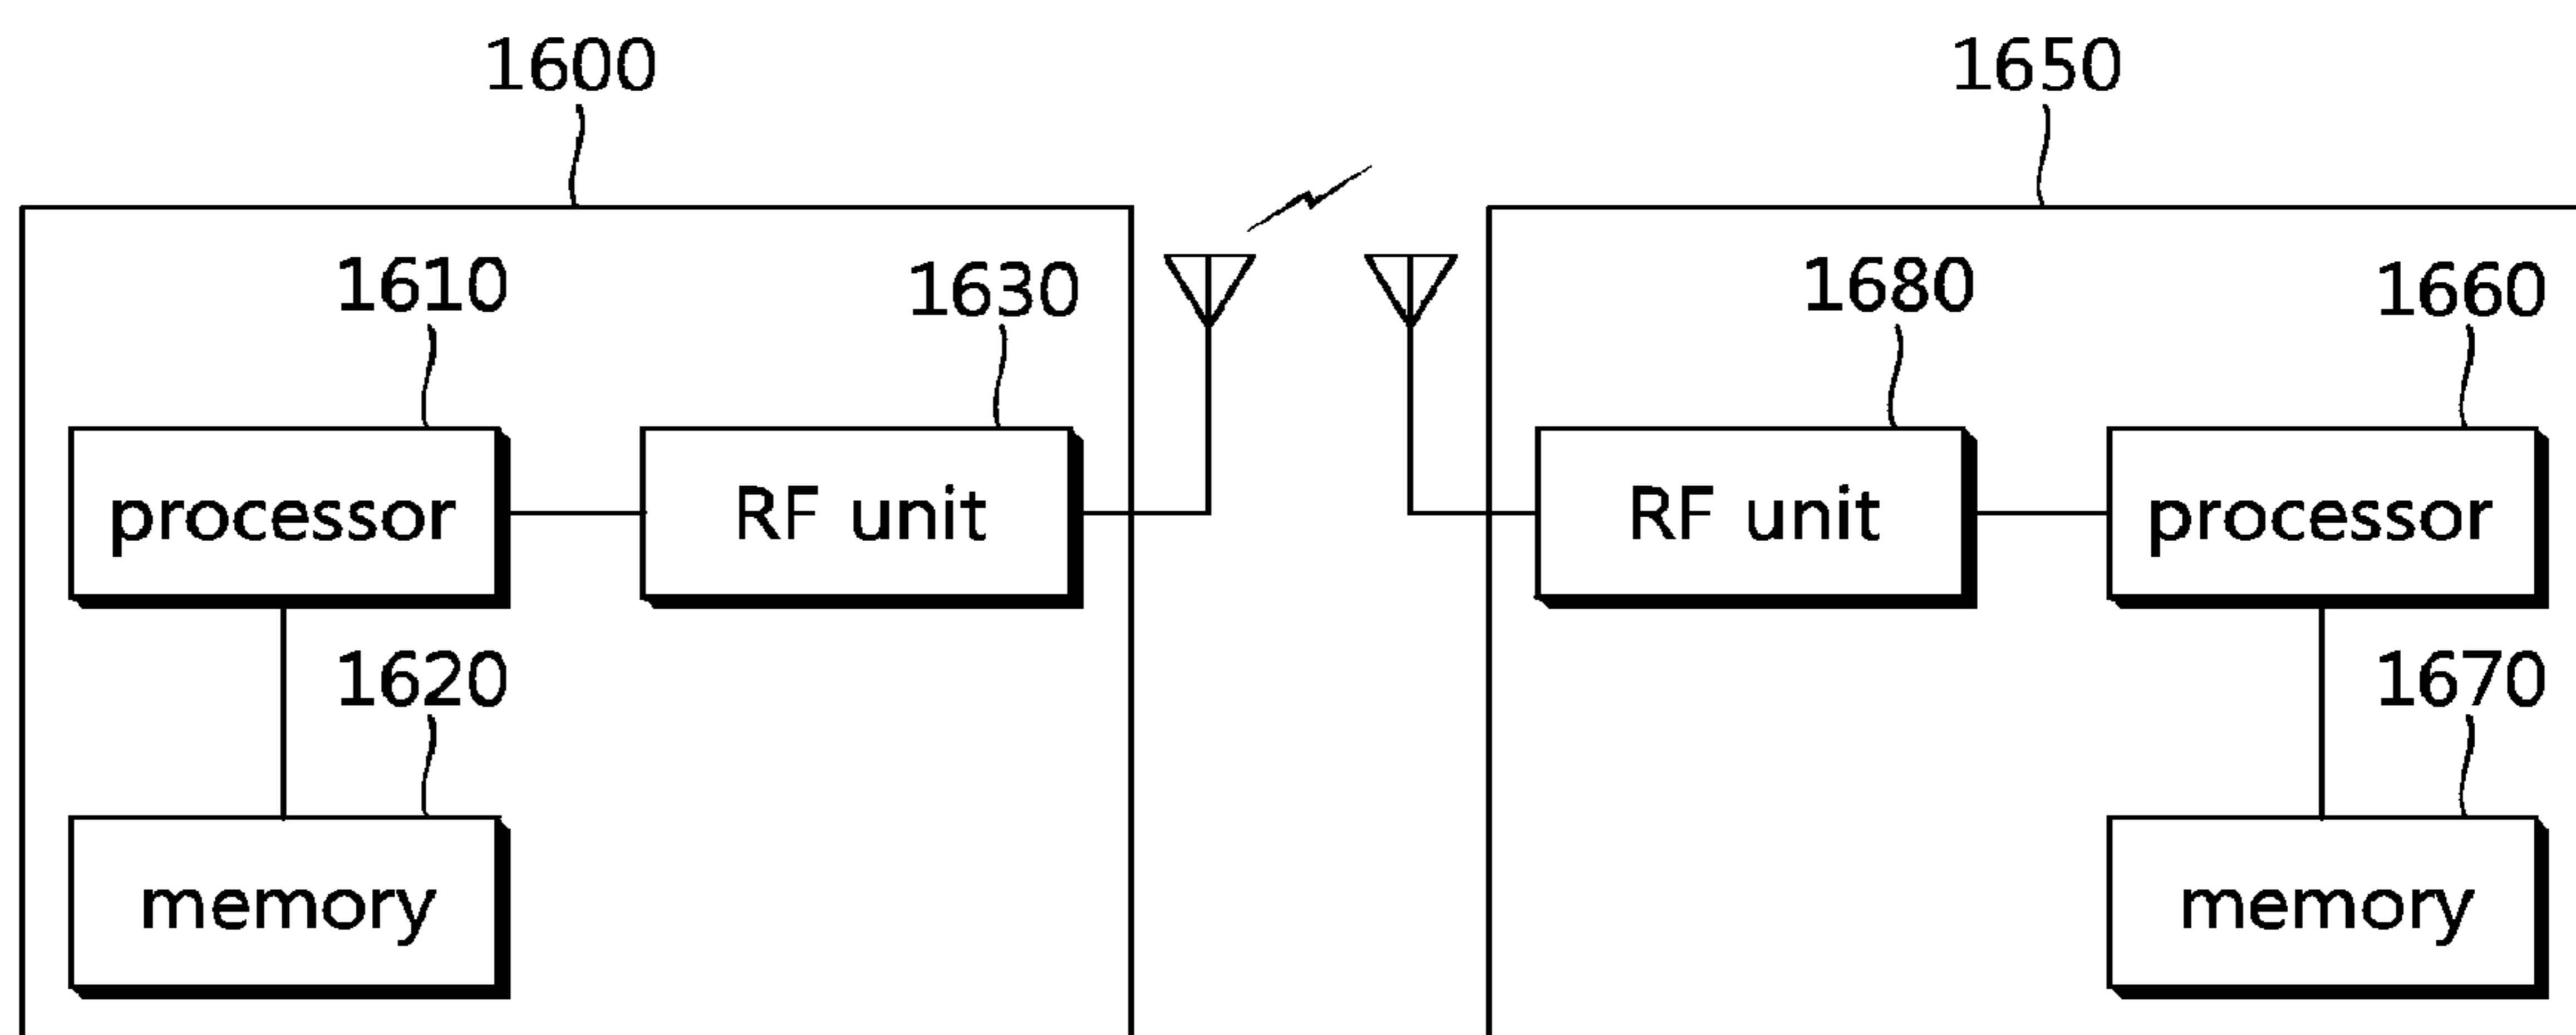 1600 1650
1610 1630 1680 1660
processor RF unit RF unit processor
1620 1670
memory memory